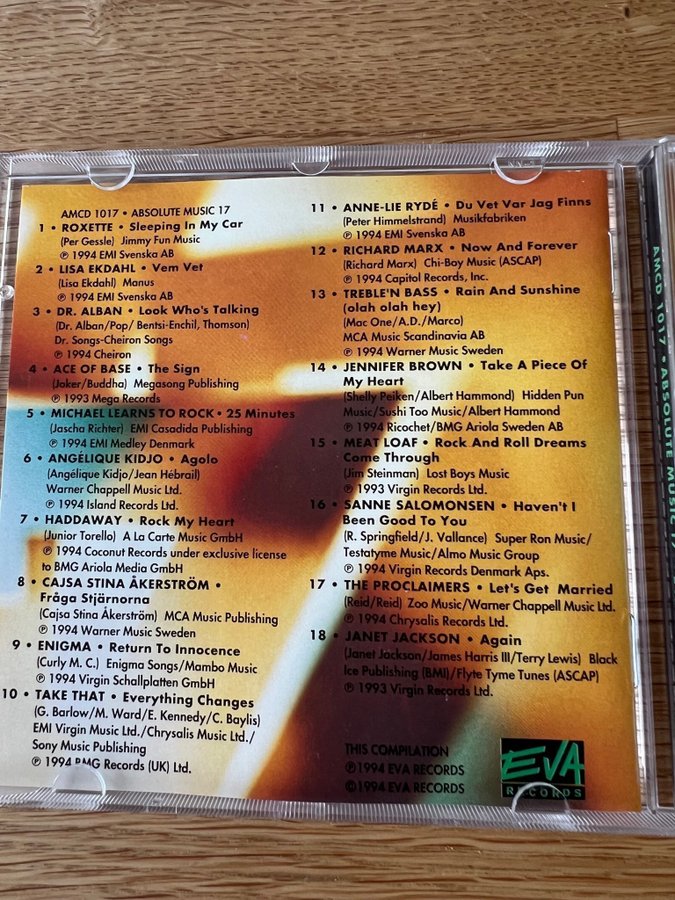 AMCD 1017 • ABSOLUTE MUSIC 17
1 • ROXETTE • Sleeping In My Car
(Per Gessle) Jimmy Fun Music
℗ 1994 EMI Svenska AB
2 • LISA EKDAHL • Vem Vet
(Lisa Ekdahl) Manus
℗ 1994 EMI Svenska AB
3 • DR. ALBAN • Look Who's Talking
(Dr. Alban/Pop/ Bentsi-Enchil, Thomson)
Dr. Songs-Cheiron Songs
℗ 1994 Cheiron
4 • ACE OF BASE • The Sign
(Joker/Buddha) Megasong Publishing
℗ 1993 Mega Records
5 • MICHAEL LEARNS TO ROCK • 25 Minutes
(Jascha Richter) EMI Casadida Publishing
℗ 1994 EMI Medley Denmark
6 • ANGÉLIQUE KIDJO • Agolo
(Angélique Kidjo/Jean Hébrail)
Warner Chappell Music Ltd.
℗ 1994 Island Records Ltd.
7 • HADDAWAY • Rock My Heart
(Junior Torello) A La Carte Music GmbH
℗ 1994 Coconut Records under exclusive license
to BMG Ariola Media GmbH
8 • CAJSA STINA ÅKERSTRÖM •
Fråga Stjärnorna
(Cajsa Stina Åkerström) MCA Music Publishing
℗ 1994 Warner Music Sweden
9 • ENIGMA • Return To Innocence
(Curly M. C.) Enigma Songs/Mambo Music
℗ 1994 Virgin Schallplatten GmbH
10 • TAKE THAT • Everything Changes
(G. Barlow/M. Ward/E. Kennedy/C. Baylis)
EMI Virgin Music Ltd./Chrysalis Music Ltd./
Sony Music Publishing
℗ 1994 BMG Records (UK) Ltd.
11 • ANNE-LIE RYDÉ • Du Vet Var Jag Finns
(Peter Himmelstrand) Musikfabriken
℗ 1994 EMI Svenska AB
12 • RICHARD MARX • Now And Forever
(Richard Marx) Chi-Boy Music (ASCAP)
℗ 1994 Capitol Records, Inc.
13 • TREBLE'N BASS • Rain And Sunshine
(olah olah hey)
(Mac One/A.D./Marco)
MCA Music Scandinavia AB
℗ 1994 Warner Music Sweden
14 • JENNIFER BROWN • Take A Piece Of
My Heart
(Shelly Peiken/Albert Hammond) Hidden Pun
Music/Sushi Too Music/Albert Hammond
℗ 1994 Ricochet/BMG Ariola Sweden AB
15 • MEAT LOAF • Rock And Roll Dreams
Come Through
(Jim Steinman) Lost Boys Music
℗ 1993 Virgin Records Ltd.
16 • SANNE SALOMONSEN • Haven't I
Been Good To You
(R. Springfield/J. Vallance) Super Ron Music/
Testatyme Music/Almo Music Group
℗ 1994 Virgin Records Denmark Aps.
17 • THE PROCLAIMERS • Let's Get Married
(Reid/Reid) Zoo Music/Warner Chappell Music Ltd.
℗ 1994 Chrysalis Records Ltd.
18 • JANET JACKSON • Again
(Janet Jackson/James Harris III/Terry Lewis) Black
Ice Publishing (BMI)/Flyte Tyme Tunes (ASCAP)
℗ 1993 Virgin Records Ltd.
THIS COMPILATION
℗1994 EVA RECORDS
©1994 EVA RECORDS
EVA
RECORDS
AMCD 1017 • ABSOLUTE MUSIC 17